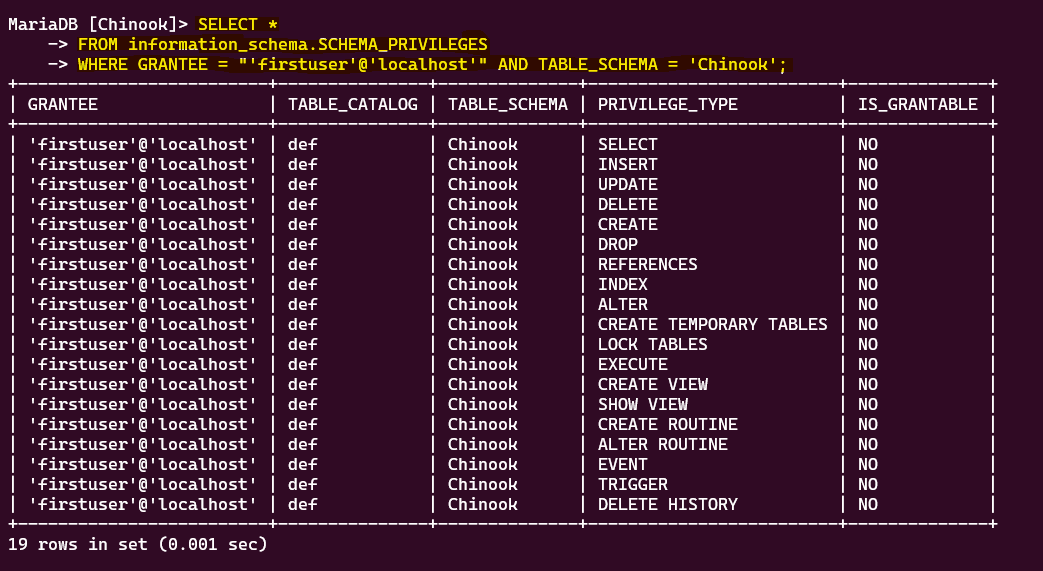 MariaDB [Chinook]> SELECT *
    -> FROM information_schema.SCHEMA_PRIVILEGES
    -> WHERE GRANTEE = "'firstuser'@'localhost'" AND TABLE_SCHEMA = 'Chinook';
+-------------------------+---------------+--------------+-------------------------+--------------+
| GRANTEE                 | TABLE_CATALOG | TABLE_SCHEMA | PRIVILEGE_TYPE          | IS_GRANTABLE |
+-------------------------+---------------+--------------+-------------------------+--------------+
| 'firstuser'@'localhost' | def           | Chinook      | SELECT                  | NO           |
| 'firstuser'@'localhost' | def           | Chinook      | INSERT                  | NO           |
| 'firstuser'@'localhost' | def           | Chinook      | UPDATE                  | NO           |
| 'firstuser'@'localhost' | def           | Chinook      | DELETE                  | NO           |
| 'firstuser'@'localhost' | def           | Chinook      | CREATE                  | NO           |
| 'firstuser'@'localhost' | def           | Chinook      | DROP                    | NO           |
| 'firstuser'@'localhost' | def           | Chinook      | REFERENCES              | NO           |
| 'firstuser'@'localhost' | def           | Chinook      | INDEX                   | NO           |
| 'firstuser'@'localhost' | def           | Chinook      | ALTER                   | NO           |
| 'firstuser'@'localhost' | def           | Chinook      | CREATE TEMPORARY TABLES | NO           |
| 'firstuser'@'localhost' | def           | Chinook      | LOCK TABLES             | NO           |
| 'firstuser'@'localhost' | def           | Chinook      | EXECUTE                 | NO           |
| 'firstuser'@'localhost' | def           | Chinook      | CREATE VIEW             | NO           |
| 'firstuser'@'localhost' | def           | Chinook      | SHOW VIEW               | NO           |
| 'firstuser'@'localhost' | def           | Chinook      | CREATE ROUTINE          | NO           |
| 'firstuser'@'localhost' | def           | Chinook      | ALTER ROUTINE           | NO           |
| 'firstuser'@'localhost' | def           | Chinook      | EVENT                   | NO           |
| 'firstuser'@'localhost' | def           | Chinook      | TRIGGER                 | NO           |
| 'firstuser'@'localhost' | def           | Chinook      | DELETE HISTORY          | NO           |
+-------------------------+---------------+--------------+-------------------------+--------------+
19 rows in set (0.001 sec)